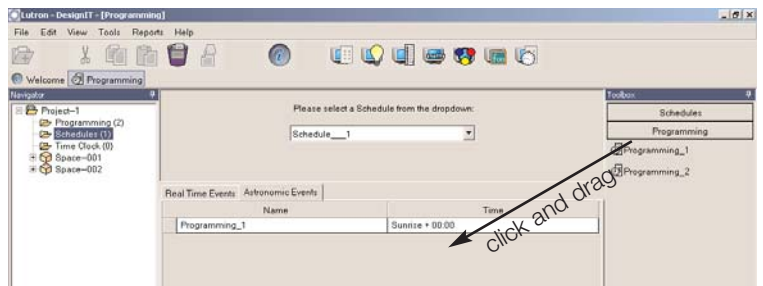 Lutron - DesignIT - [Programming]
File Edit View Tools Reports Help
Welcome Programming
Navigator
Project-1
Programming (2)
Schedules (1)
Time Clock (0)
Space-001
Space-002
Please select a Schedule from the dropdown:
Schedule___1
Real Time Events Astronomic Events
Name Time
Programming_1 Sunrise + 00:00
Toolbox
Schedules
Programming
Programming_1
Programming_2
click and drag